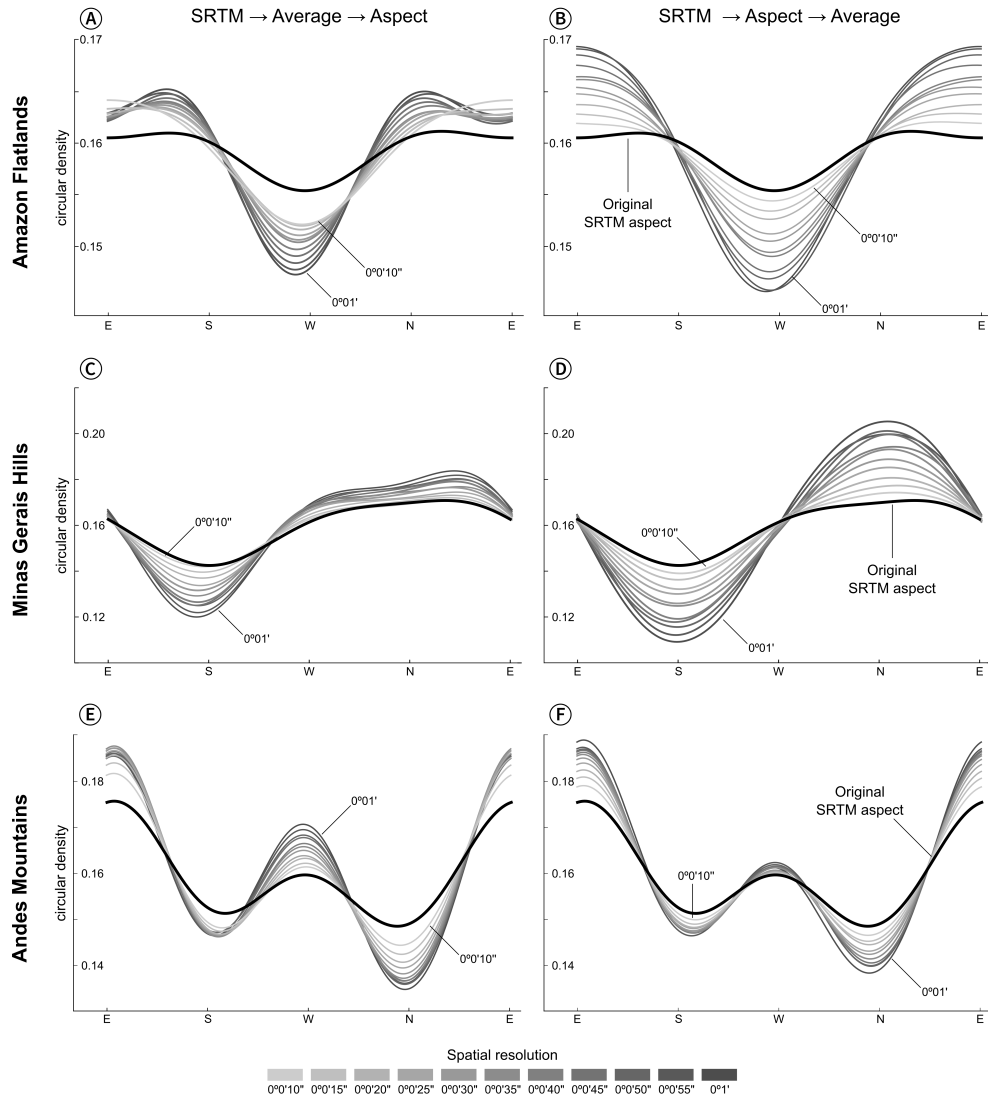 Ⓐ SRTM → Average → Aspect
Ⓑ SRTM → Aspect → Average
Amazon Flatlands
circular density
0.17
0.16
0.15
0º0'10"
0º01'
E S W N E
0.17
0.16
0.15
Original
SRTM aspect
0º0'10"
0º01'
E S W N E
Ⓒ
Ⓓ
Minas Gerais Hills
circular density
0.20
0.16
0.12
0º0'10"
0º01'
E S W N E
0.20
0.16
0.12
0º0'10"
Original
SRTM aspect
0º01'
E S W N E
Ⓔ
Ⓕ
Andes Mountains
circular density
0.18
0.16
0.14
0º01'
0º0'10"
E S W N E
0.18
0.16
0.14
Original
SRTM aspect
0º0'10"
0º01'
E S W N E
Spatial resolution
0º0'10" 0º0'15" 0º0'20" 0º0'25" 0º0'30" 0º0'35" 0º0'40" 0º0'45" 0º0'50" 0º0'55" 0º1'